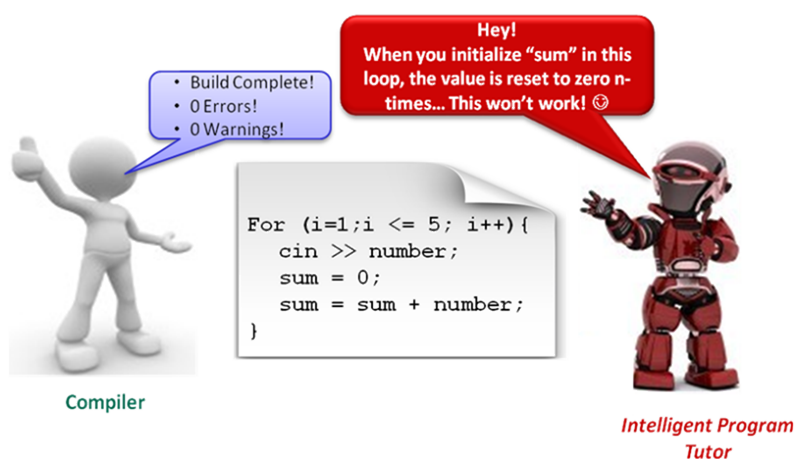 Hey!
When you initialize “sum” in this
loop, the value is reset to zero n-
times... This won’t work! ☺
• Build Complete!
• 0 Errors!
• 0 Warnings!
For (i=1;i <= 5; i++){
cin >> number;
sum = 0;
sum = sum + number;
}
Compiler
Intelligent Program
Tutor